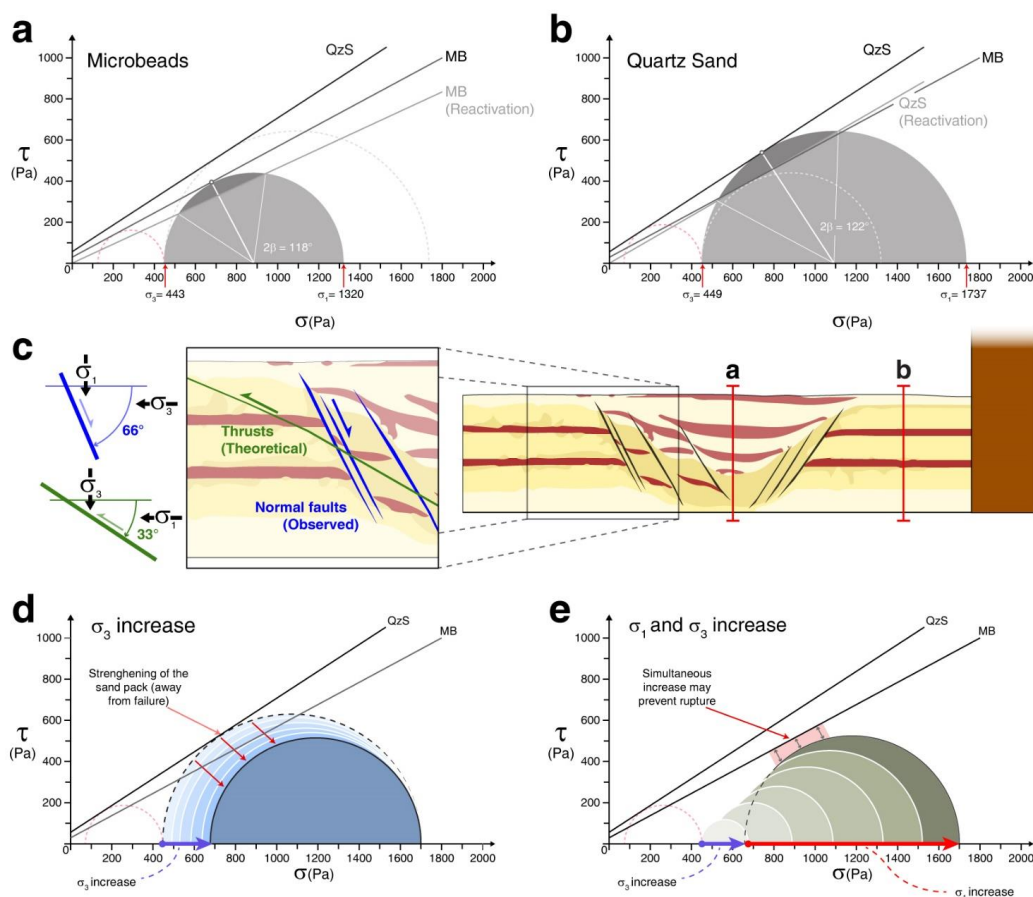 a
Microbeads
QzS
MB
MB
(Reactivation)
1000
800
600
400
200
0
τ
(Pa)
2β = 118°
200
400
600
800
1000
1200
1400
1600
1800
2000
σ₃= 443
σ₁= 1320
σ(Pa)
b
Quartz Sand
QzS
MB
QzS
(Reactivation)
1000
800
600
400
200
0
τ
(Pa)
2β = 122°
200
400
600
800
1000
1200
1400
1600
1800
2000
σ₃= 449
σ₁= 1737
σ(Pa)
c
σ₁
σ₃
66°
σ₃
σ₁
33°
Thrusts
(Theoretical)
Normal faults
(Observed)
a
b
d
σ₃ increase
QzS
MB
Strenghening of the
sand pack (away
from failure)
1000
800
600
400
200
0
τ
(Pa)
200
400
600
800
1000
1200
1400
1600
1800
2000
σ₃ increase
σ(Pa)
e
σ₁ and σ₃ increase
QzS
MB
Simultaneous
increase may
prevent rupture
1000
800
600
400
200
0
τ
(Pa)
200
400
600
800
1000
1200
1400
1600
1800
2000
σ₃ increase
σ(Pa)
σ₁ increase